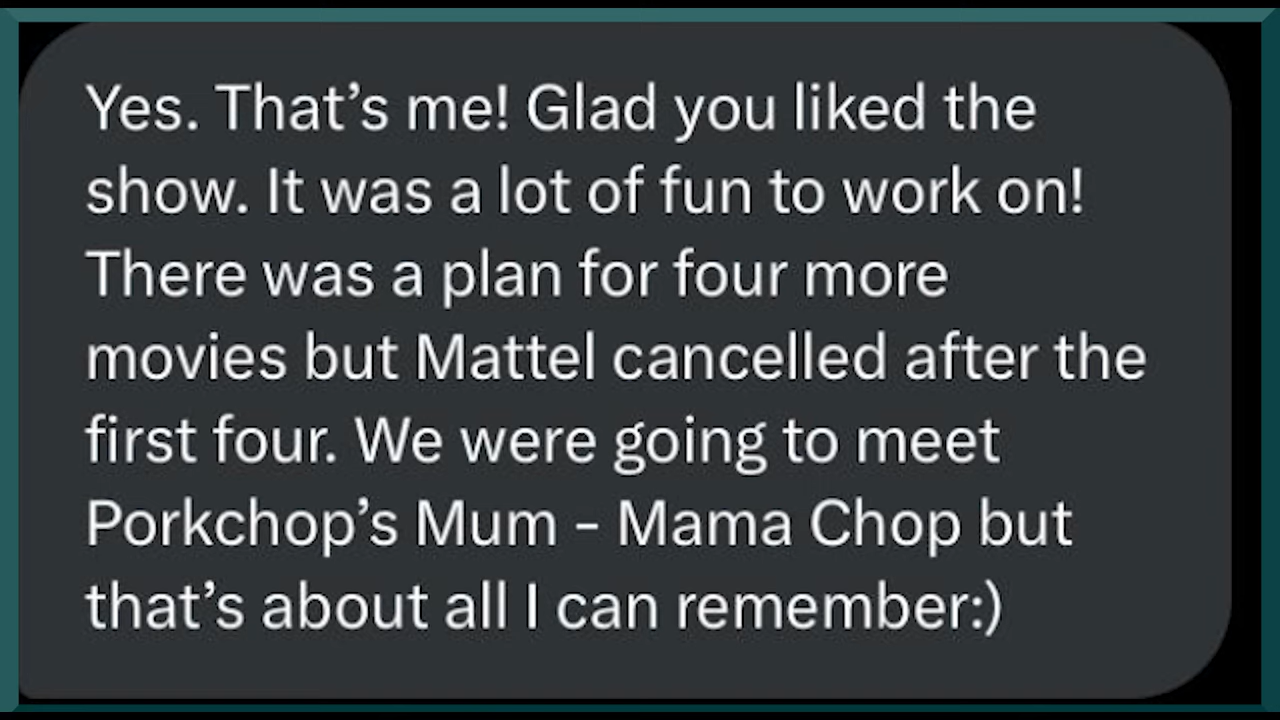 Yes. That’s me! Glad you liked the
show. It was a lot of fun to work on!
There was a plan for four more
movies but Mattel cancelled after the
first four. We were going to meet
Porkchop’s Mum - Mama Chop but
that’s about all I can remember:)